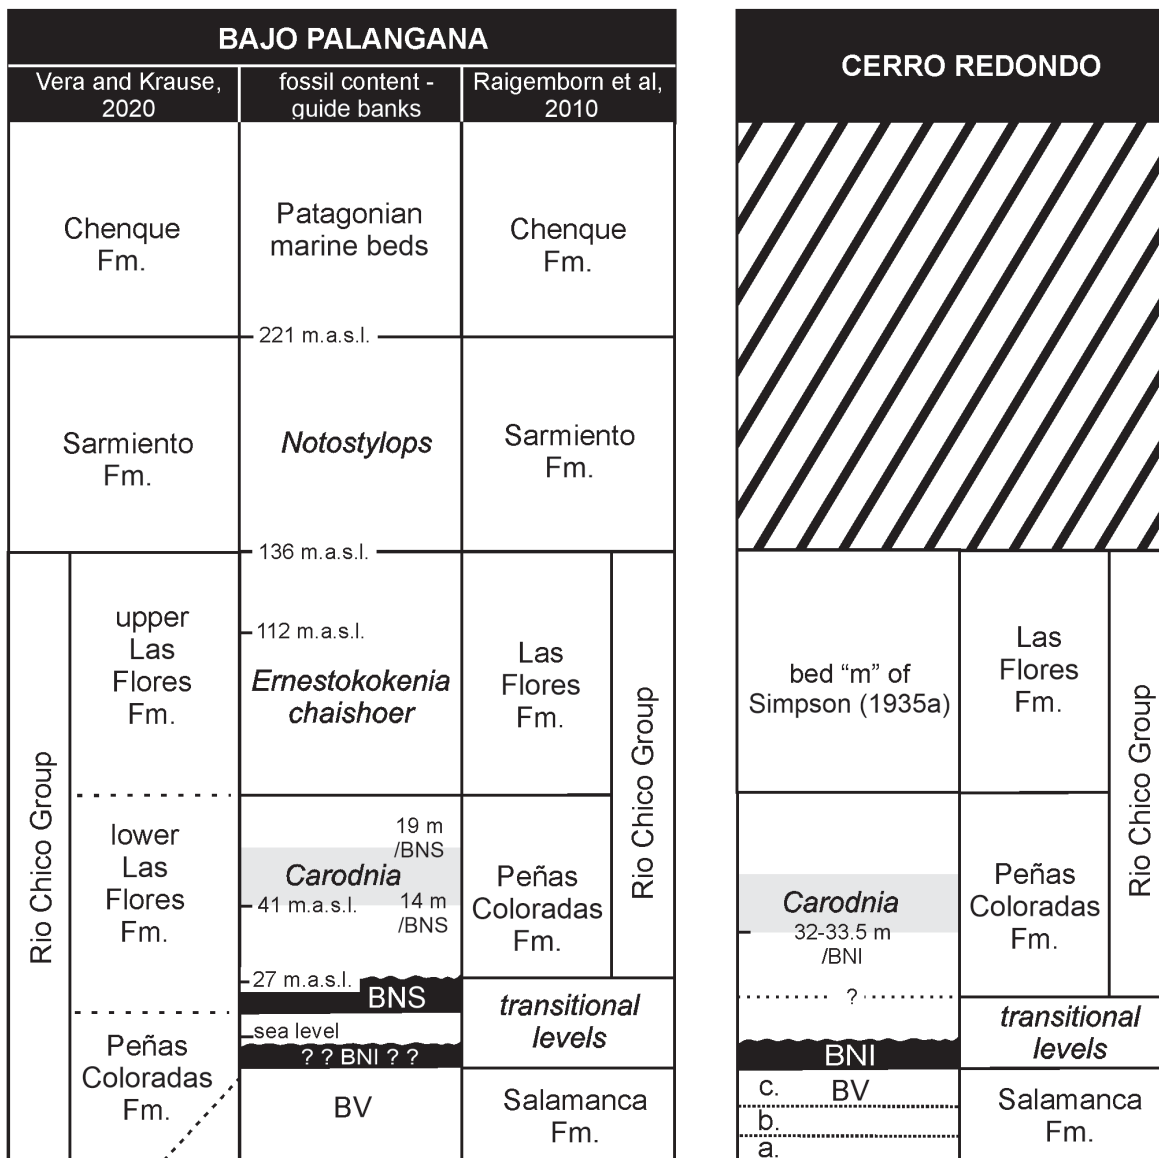 BAJO PALANGANA
Vera and Krause,
2020
fossil content -
guide banks
Raigemborn et al,
2010
Chenque
Fm.
Patagonian
marine beds
Chenque
Fm.
221 m.a.s.l.
Sarmiento
Fm.
Notostylops
Sarmiento
Fm.
136 m.a.s.l.
Rio Chico Group
upper
Las
Flores
Fm.
112 m.a.s.l.
Ernestokokenia
chaishoer
Las
Flores
Fm.
Rio Chico Group
lower
Las
Flores
Fm.
19 m
/BNS
Carodnia
41 m.a.s.l.
14 m
/BNS
Peñas
Coloradas
Fm.
27 m.a.s.l.
BNS
transitional
levels
sea level
? ? BNI ? ?
Peñas
Coloradas
Fm.
BV
Salamanca
Fm.
CERRO REDONDO
bed “m” of
Simpson (1935a)
Las
Flores
Fm.
Rio Chico Group
Carodnia
32-33.5 m
/BNI
Peñas
Coloradas
Fm.
?
transitional
levels
BNI
c.
BV
b.
a.
Salamanca
Fm.